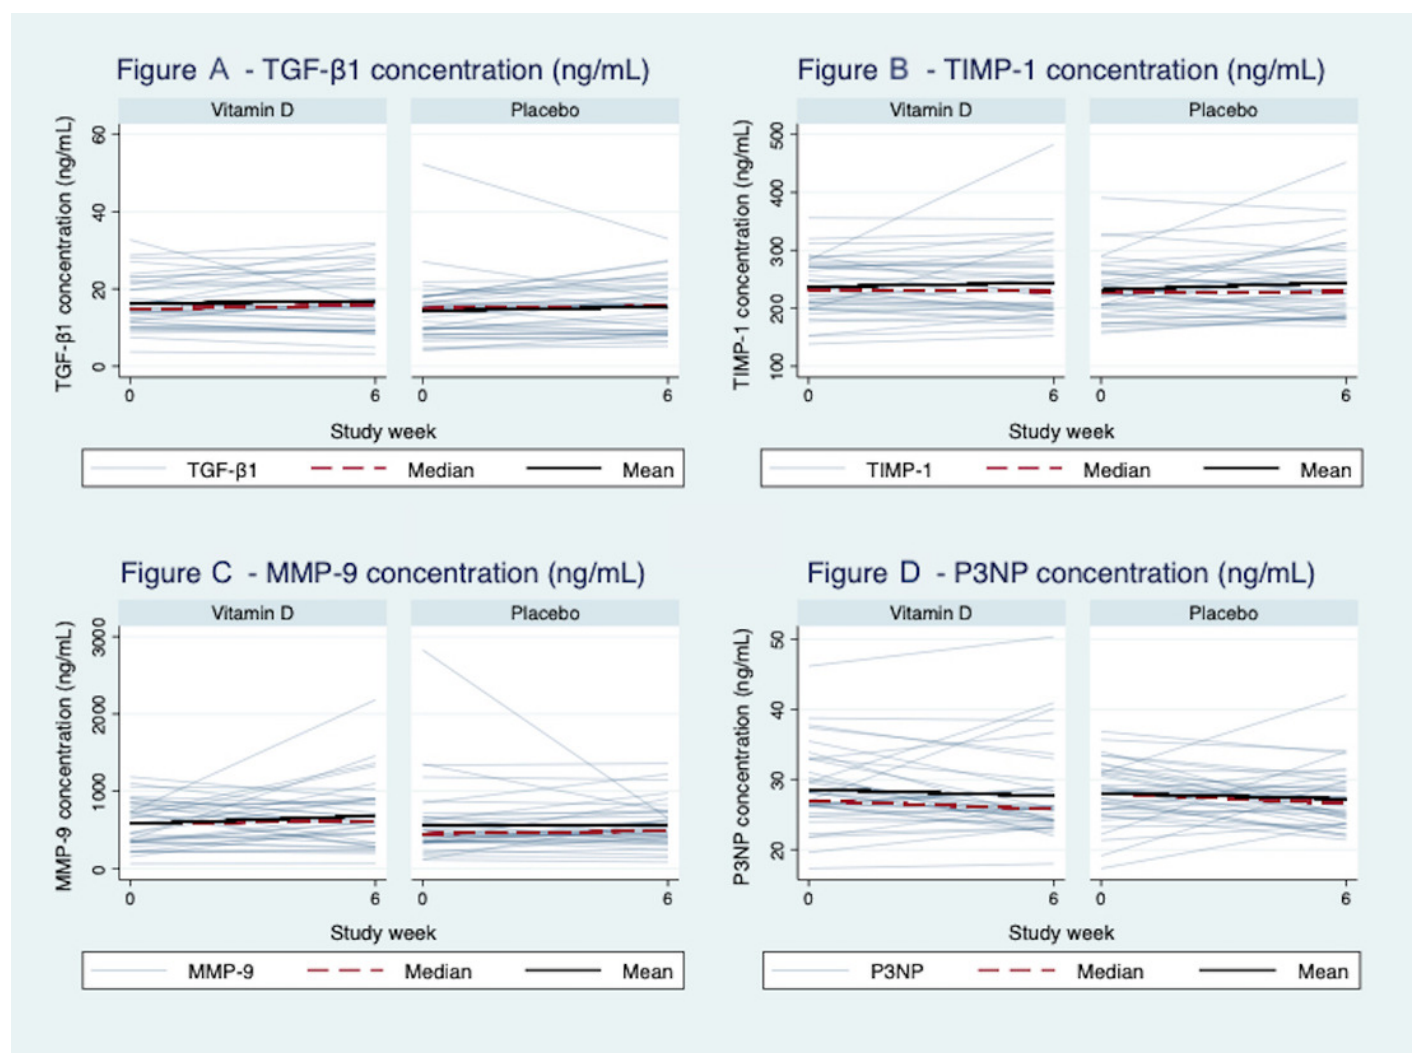 Figure A - TGF-β1 concentration (ng/mL)
Vitamin D
Placebo
TGF-β1 concentration (ng/mL)
60
40
20
0
0
6
0
6
Study week
TGF-β1
Median
Mean
Figure B - TIMP-1 concentration (ng/mL)
Vitamin D
Placebo
TIMP-1 concentration (ng/mL)
500
400
300
200
100
0
6
0
6
Study week
TIMP-1
Median
Mean
Figure C - MMP-9 concentration (ng/mL)
Vitamin D
Placebo
MMP-9 concentration (ng/mL)
3000
2000
1000
0
0
6
0
6
Study week
MMP-9
Median
Mean
Figure D - P3NP concentration (ng/mL)
Vitamin D
Placebo
P3NP concentration (ng/mL)
50
40
30
20
0
6
0
6
Study week
P3NP
Median
Mean